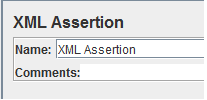 XML Assertion
Name: XML Assertion
Comments: